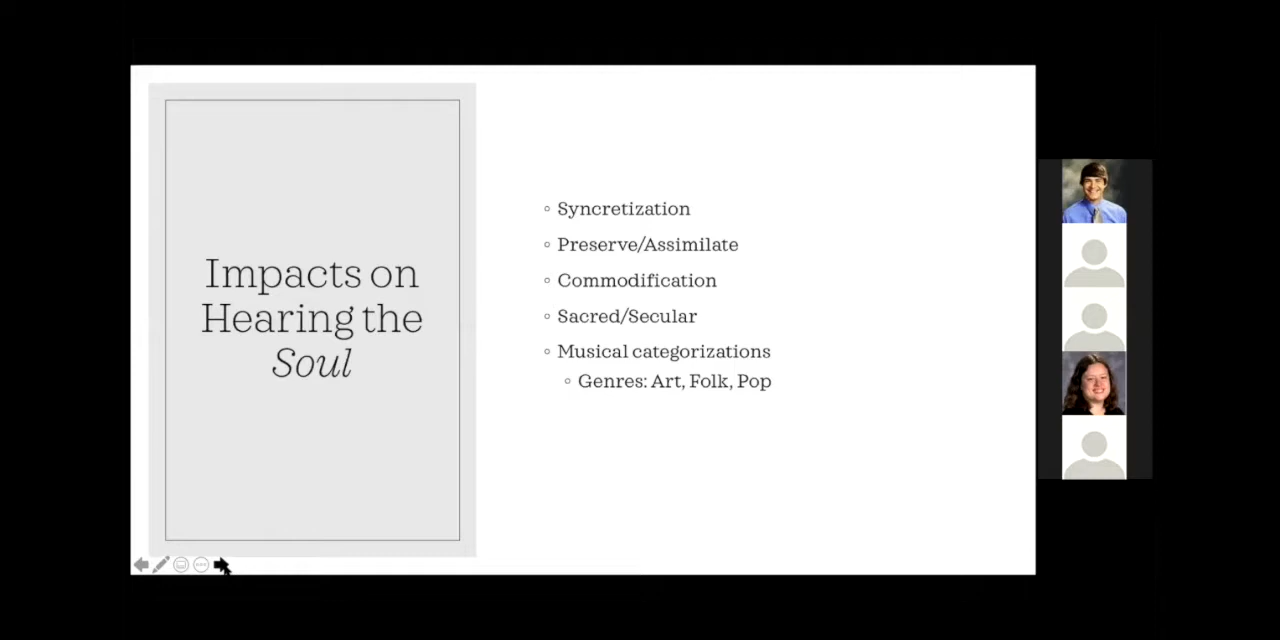 Impacts on
Hearing the
Soul
Syncretization
Preserve/Assimilate
Commodification
Sacred/Secular
Musical categorizations
Genres: Art, Folk, Pop